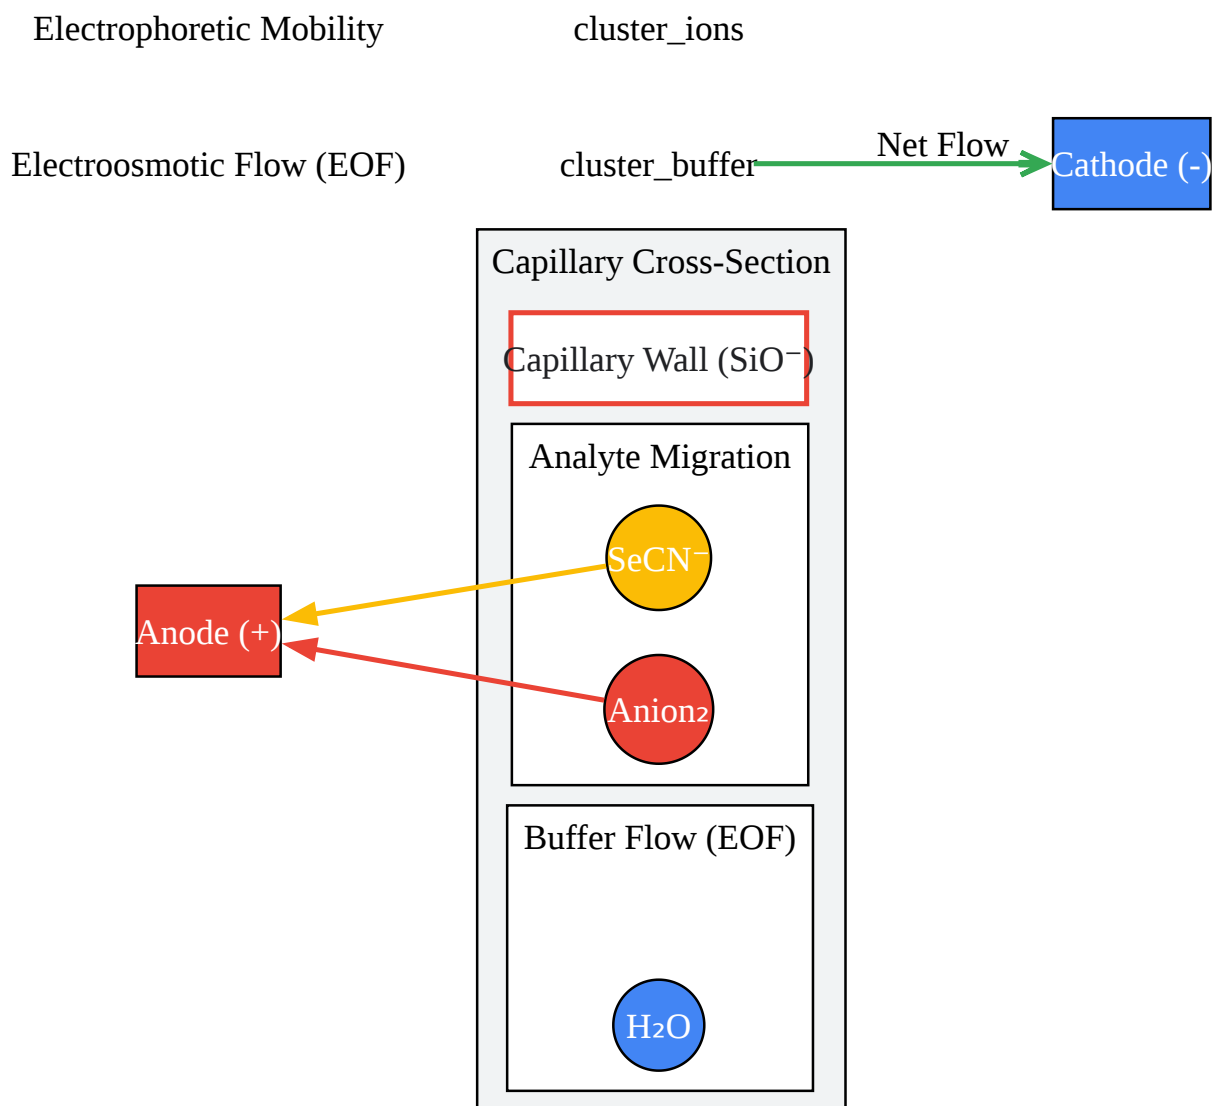 Electrophoretic Mobility
cluster_ions
Electroosmotic Flow (EOF)
cluster_buffer
Net Flow
Cathode (-)
Capillary Cross-Section
Capillary Wall (SiO⁻)
Analyte Migration
SeCN⁻
Anode (+)
Anion₂
Buffer Flow (EOF)
H₂O